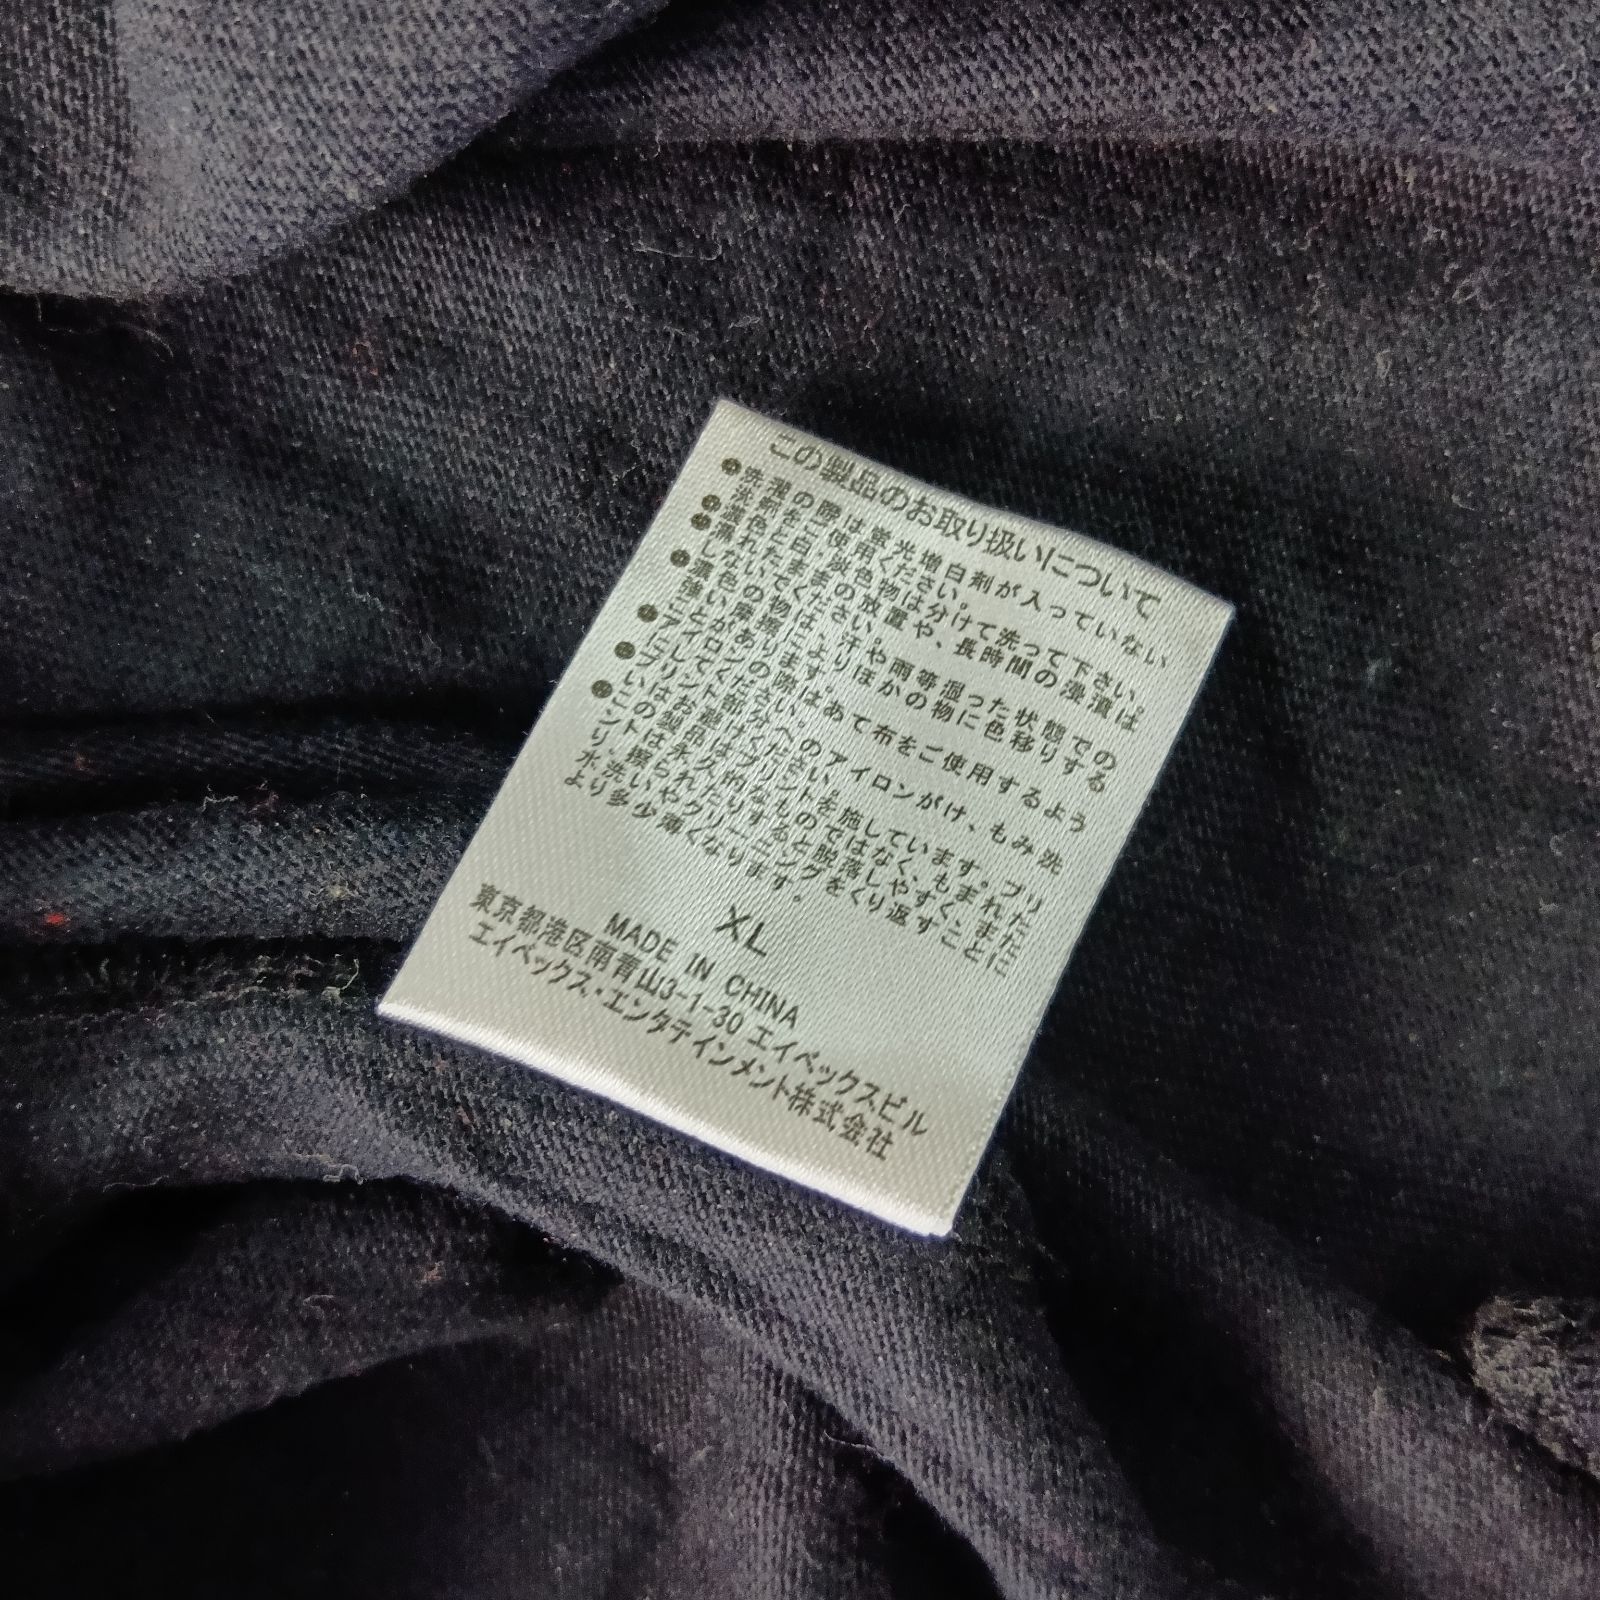 この製品のお取り扱いについて
●洗濯の際は蛍光増白剤が入っていない
洗剤をご使用ください。
●濃色と白・淡色物は分けて洗って下さい。
●濡れたままの放置や、長時間の浸漬は
しないでください。
●濃色の物は、汗や雨等湿った状態での
強い摩擦により ほかの物に色移りする
ことがあります。
●アイロンの際はあて布をご使用するよう
にしてください。
●プリント部分へのアイロンがけ、もみ洗
いはお避けください。
●この製品はプリントを施しています。プリ
ントは永久的なものではなく、もまれた
り、擦られたりすると脱落しやすく、また
水洗いやクリーニングをくり返すことに
より多少薄くなります。
XL
MADE IN CHINA
東京都港区南青山3-1-30 エイベックスビル
エイベックス・エンタテインメント株式会社